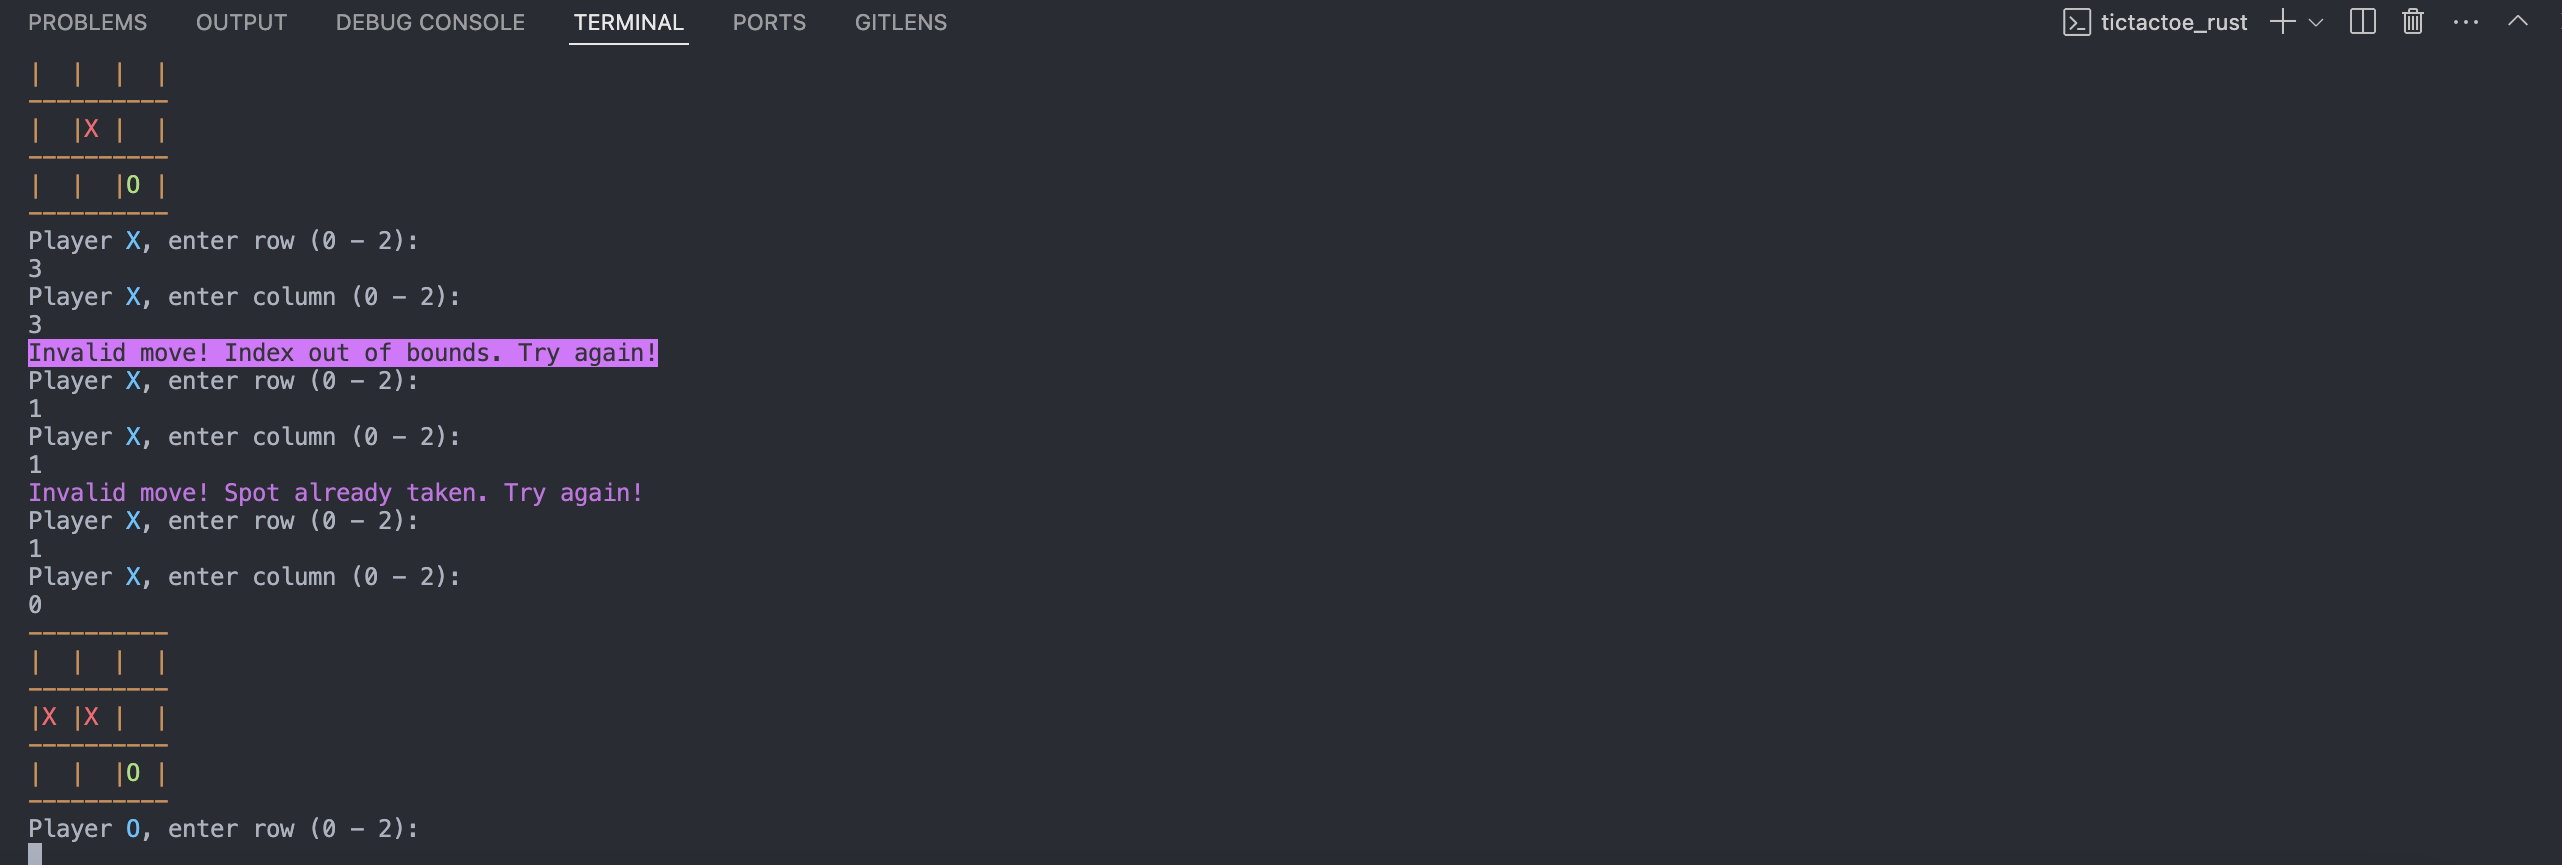 PROBLEMS OUTPUT DEBUG CONSOLE TERMINAL PORTS GITLENS tictactoe_rust
|  |  |  |
----------
|  |X |  |
----------
|  |  |O |
----------
Player X, enter row (0 - 2):
3
Player X, enter column (0 - 2):
3
Invalid move! Index out of bounds. Try again!
Player X, enter row (0 - 2):
1
Player X, enter column (0 - 2):
1
Invalid move! Spot already taken. Try again!
Player X, enter row (0 - 2):
1
Player X, enter column (0 - 2):
0
----------
|  |  |  |
----------
|X |X |  |
----------
|  |  |O |
----------
Player O, enter row (0 - 2):